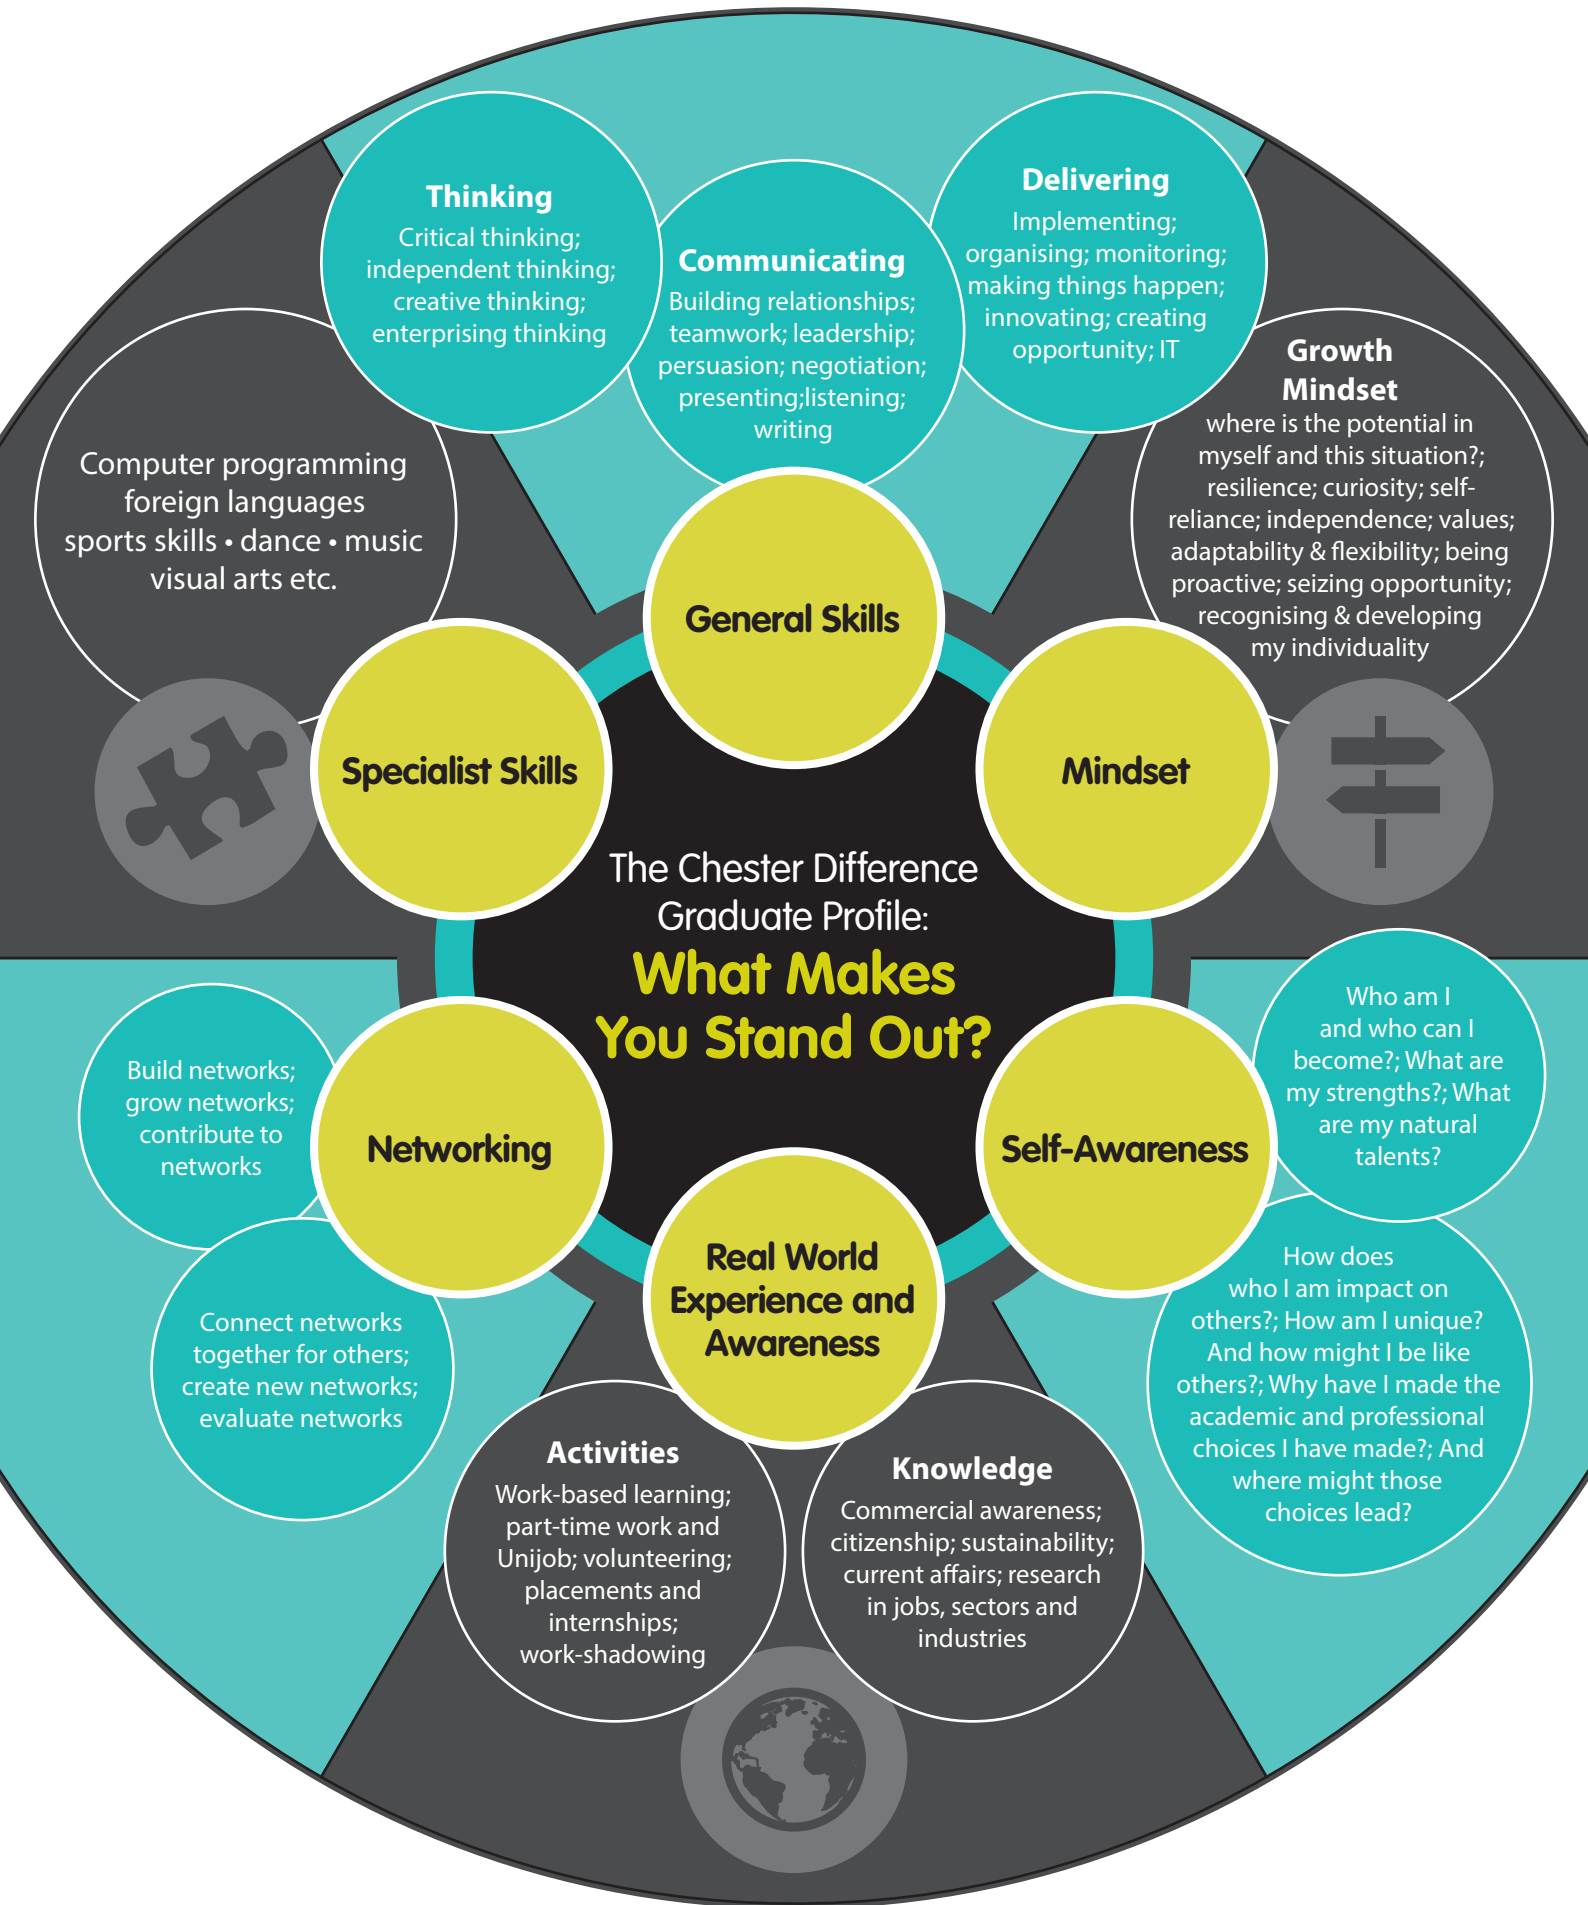 Thinking
Critical thinking;
independent thinking;
creative thinking;
enterprising thinking
Communicating
Building relationships;
teamwork; leadership;
persuasion; negotiation;
presenting;listening;
writing
Delivering
Implementing;
organising; monitoring;
making things happen;
innovating; creating
opportunity; IT
Growth
Mindset
where is the potential in
myself and this situation?;
resilience; curiosity; self-
reliance; independence; values;
adaptability & flexibility; being
proactive; seizing opportunity;
recognising & developing
my individuality
Computer programming
foreign languages
sports skills • dance • music
visual arts etc.
General Skills
Specialist Skills
Mindset
The Chester Difference
Graduate Profile:
What Makes
You Stand Out?
Networking
Self-Awareness
Real World
Experience and
Awareness
Build networks;
grow networks;
contribute to
networks
Connect networks
together for others;
create new networks;
evaluate networks
Who am I
and who can I
become?; What are
my strengths?; What
are my natural
talents?
How does
who I am impact on
others?; How am I unique?
And how might I be like
others?; Why have I made the
academic and professional
choices I have made?; And
where might those
choices lead?
Activities
Work-based learning;
part-time work and
Unijob; volunteering;
placements and
internships;
work-shadowing
Knowledge
Commercial awareness;
citizenship; sustainability;
current affairs; research
in jobs, sectors and
industries